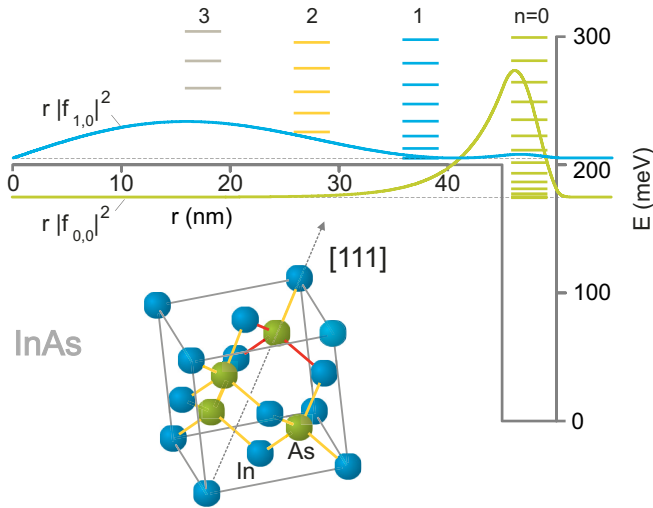 3 2 1 n=0
300
r |f1,0|²
200
0 10 20 30 40
r |f0,0|²
r (nm)
E (meV)
[111]
100
InAs
0
As
In